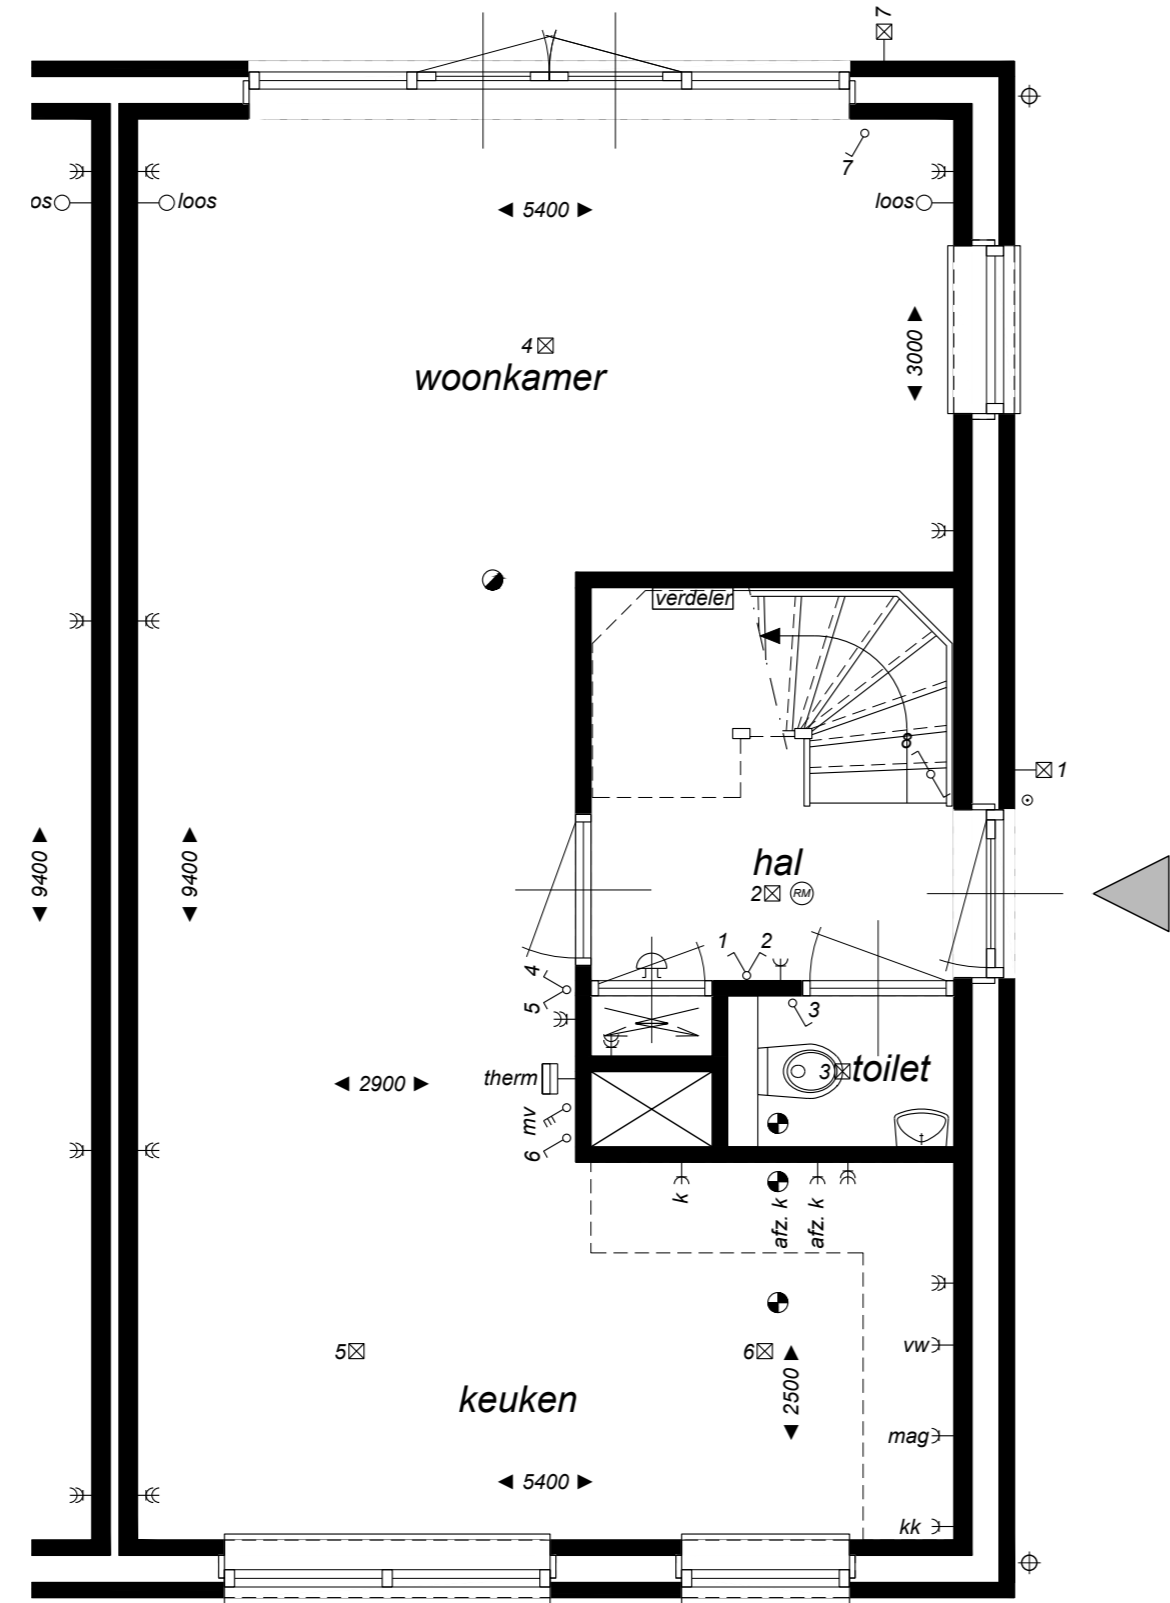 7
7
os
loos
loos
5400
3000
4
woonkamer
verdeler
8
1
9400
9400
hal
2 RM
1 2
4
5
3
therm
2900
3 toilet
mv
6
k
afz. k
afz. k
vw
5
6
2500
keuken
mag
5400
kk